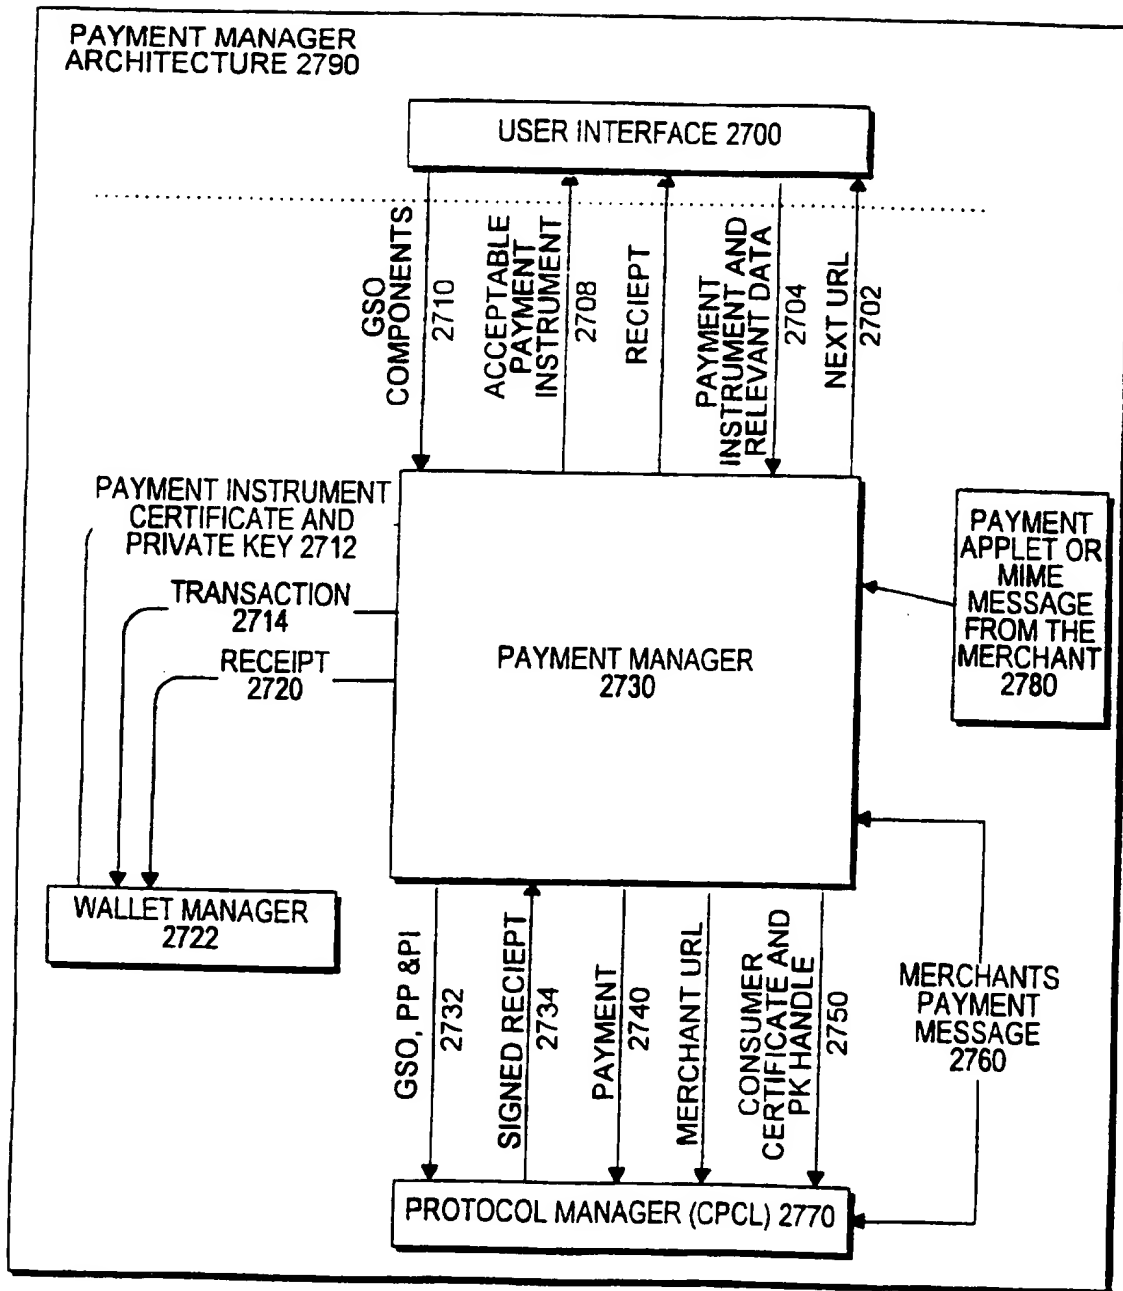 PAYMENT MANAGER
ARCHITECTURE 2790
USER INTERFACE 2700
GSO
COMPONENTS
2710
ACCEPTABLE
PAYMENT
INSTRUMENT
2708
RECIEPT
PAYMENT
INSTRUMENT AND
RELEVANT DATA
2704
NEXT URL
2702
PAYMENT INSTRUMENT
CERTIFICATE AND
PRIVATE KEY 2712
TRANSACTION
2714
RECEIPT
2720
PAYMENT MANAGER
2730
PAYMENT
APPLET OR
MIME
MESSAGE
FROM THE
MERCHANT
2780
WALLET MANAGER
2722
GSO, PP &PI
2732
SIGNED RECIEPT
2734
PAYMENT
2740
MERCHANT URL
CONSUMER
CERTIFICATE AND
PK HANDLE
2750
MERCHANTS
PAYMENT
MESSAGE
2760
PROTOCOL MANAGER (CPCL) 2770